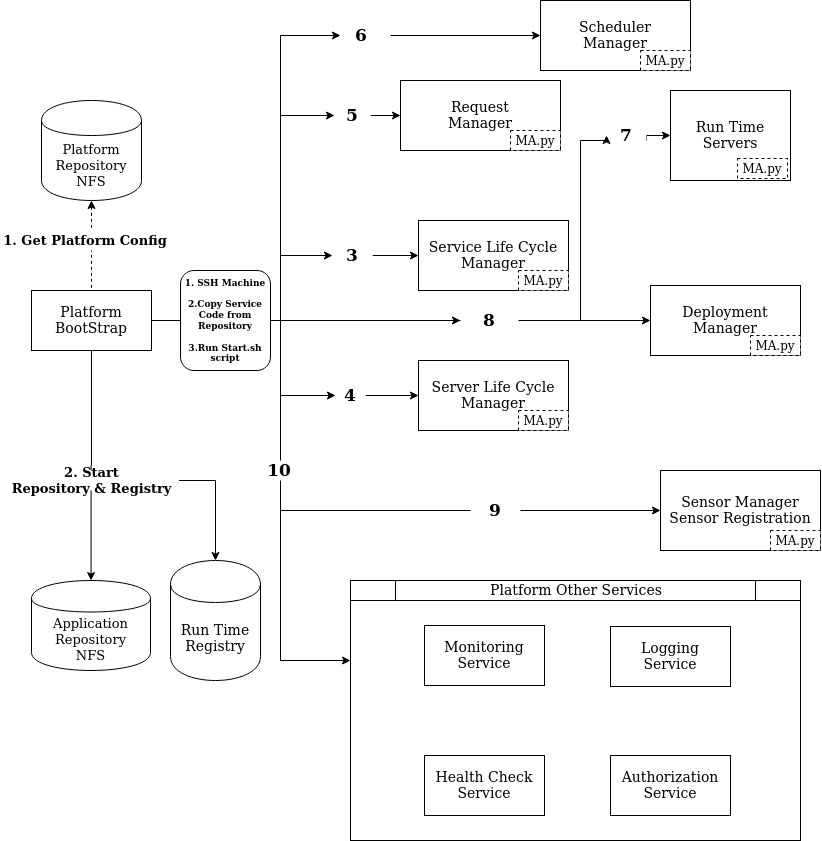 6
Scheduler
Manager
MA.py
5
Request
Manager
MA.py
7
Run Time
Servers
MA.py
Platform
Repository
NFS
1. Get Platform Config
3
Service Life Cycle
Manager
MA.py
Platform
BootStrap
1. SSH Machine
2.Copy Service
Code from
Repository
3.Run Start.sh
script
8
Deployment
Manager
MA.py
4
Server Life Cycle
Manager
MA.py
10
2. Start
Repository & Registry
9
Sensor Manager
Sensor Registration
MA.py
Application
Repository
NFS
Run Time
Registry
Platform Other Services
Monitoring
Service
Logging
Service
Health Check
Service
Authorization
Service